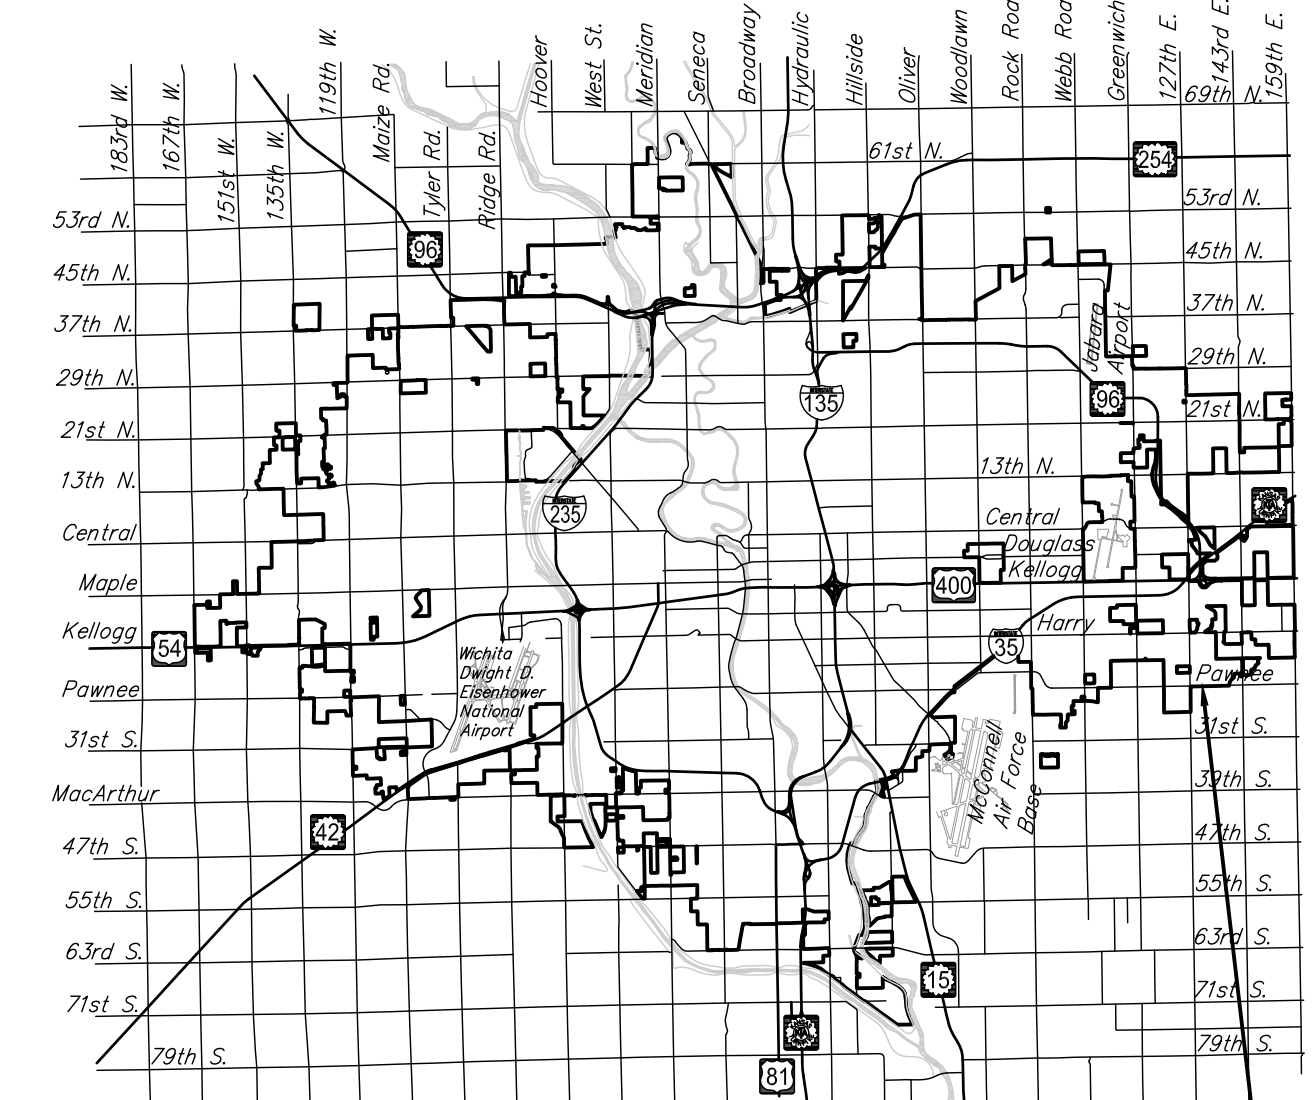 183rd W.
167th W.
151st W.
135th W.
119th W.
Maize Rd.
Tyler Rd.
Ridge Rd.
Hoover
West St.
Meridian
Seneca
Broadway
Hydraulic
Hillside
Oliver
Woodlawn
Rock Roa
Webb Roa
Greenwich
127th E.
143rd E.
159th E.
69th N.
61st N.
254
53rd N.
53rd N.
96
45th N.
45th N.
37th N.
37th N.
Jabara
Airport
29th N.
29th N.
135
96
21st N.
21st N.
13th N.
13th N.
INTERSTATE
235
Central
Central
Douglass
Kellogg
Maple
400
Kellogg
54
Harry
INTERSTATE
35
Wichita
Dwight D.
Eisenhower
National
Airport
Pawnee
Pawnee
31st S.
31st S.
McConnell
Air Force
Base
MacArthur
39th S.
42
47th S.
47th S.
55th S.
55th S.
63rd S.
63rd S.
15
71st S.
71st S.
79th S.
79th S.
81